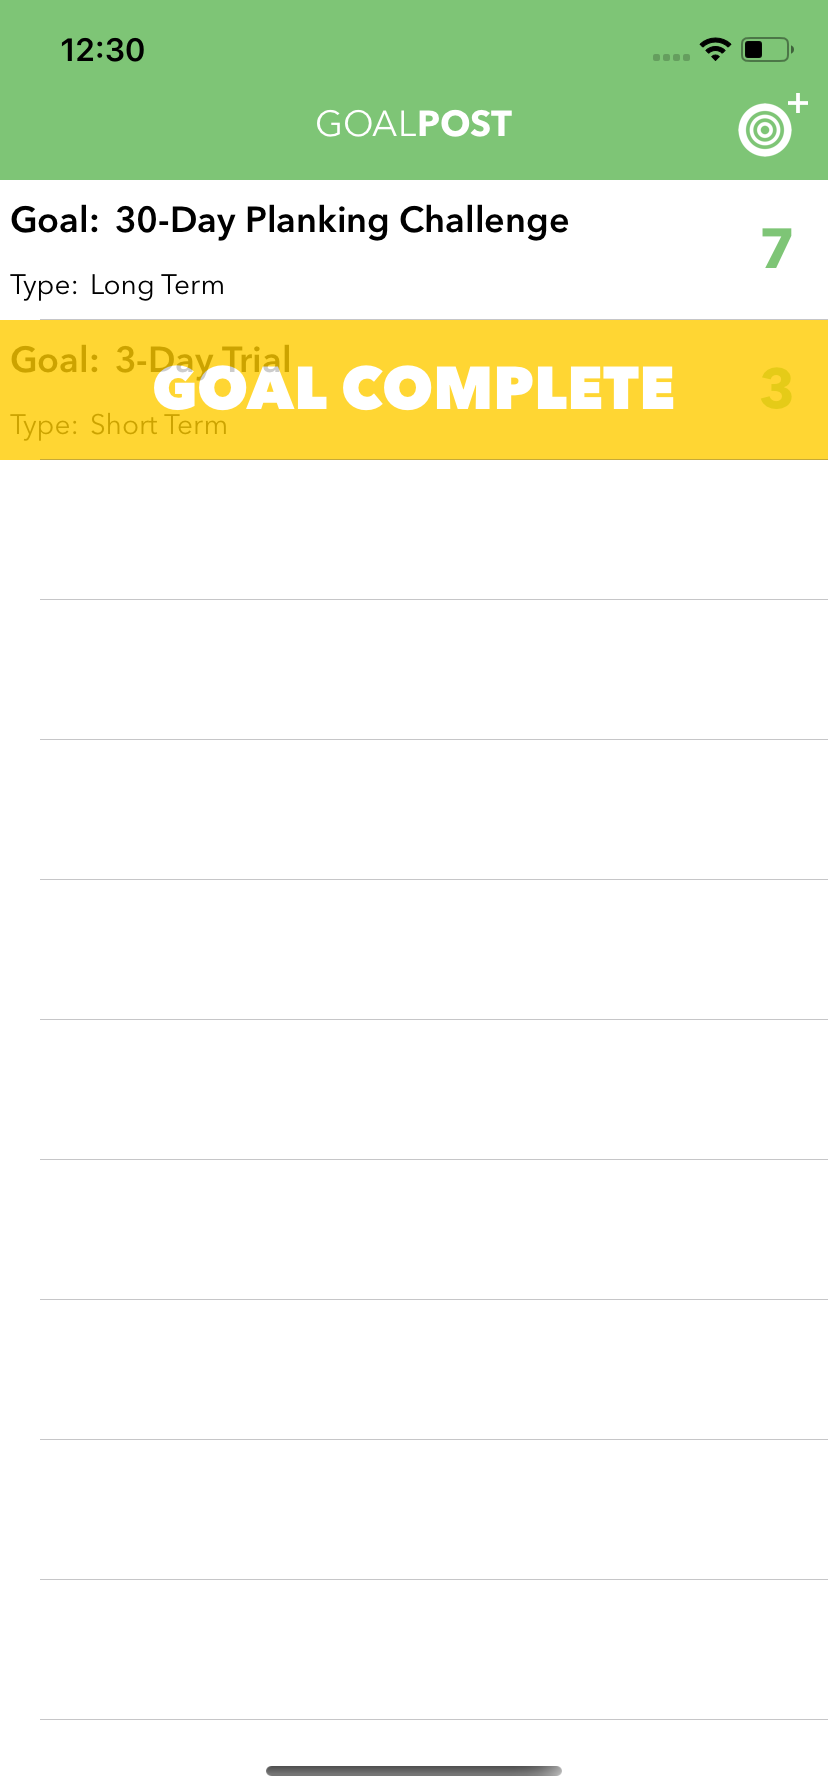 12:30
GOALPOST
Goal: 30-Day Planking Challenge
7
Type: Long Term
Goal: 3-Day Trial
GOAL COMPLETE
3
Type: Short Term